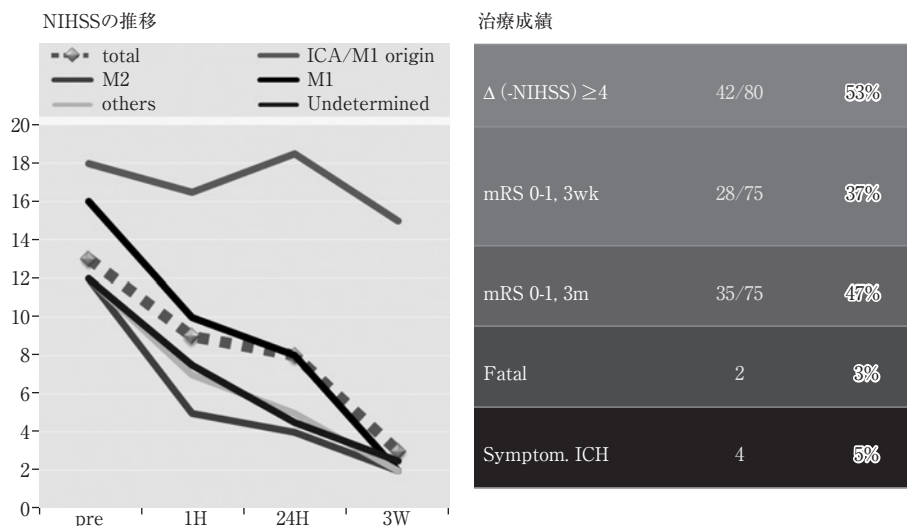 NIHSSの推移
total
ICA/M1 origin
M2
M1
others
Undetermined
20
18
16
14
12
10
8
6
4
2
0
pre 1H 24H 3W
治療成績
Δ (-NIHSS) ≥4 42/80 53%
mRS 0-1, 3wk 28/75 37%
mRS 0-1, 3m 35/75 47%
Fatal 2 3%
Symptom. ICH 4 5%